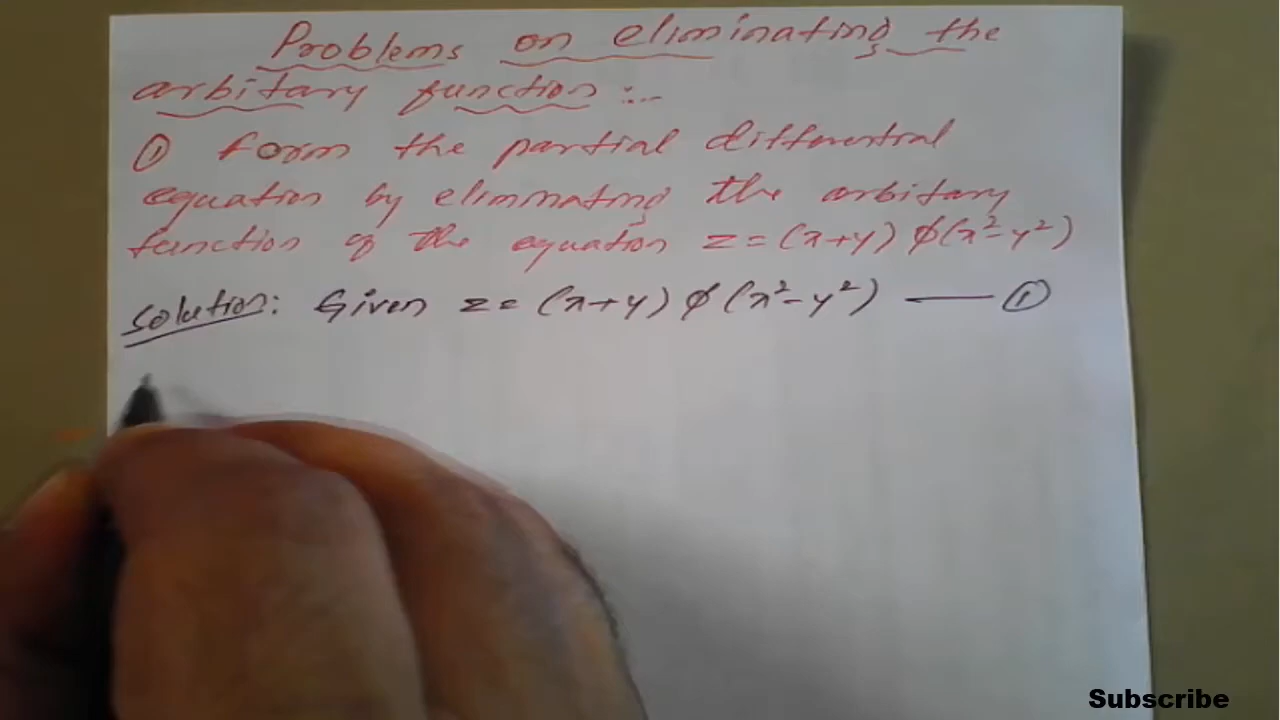 Problems on eliminating the
arbitary function :-
① Form the partial differential
equation by eliminating the arbitary
function of the equation z = (x+y) φ(x²-y²)
Solution: Given z = (x+y) φ (x²-y²) — ①
Subscribe